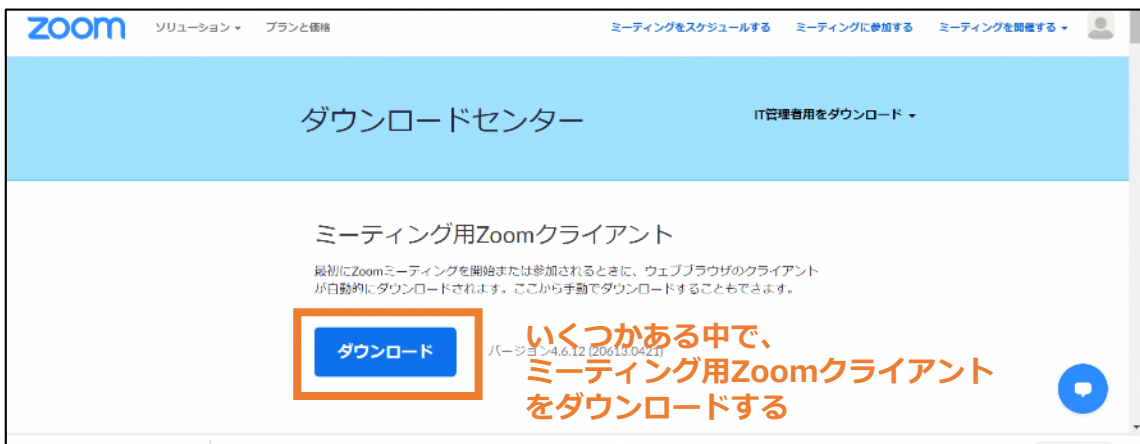 zoom ソリューション プランと価格 ミーティングをスケジュールする ミーティングに参加する ミーティングを開催する
ダウンロードセンター IT管理者用をダウンロード
ミーティング用Zoomクライアント
最初にZoomミーティングを開始または参加されるときに、ウェブブラウザのクライアント
が自動的にダウンロードされます。ここから手動でダウンロードすることもできます。
ダウンロード バージョン4.6.12 (20613.0421)
いくつかある中で、
ミーティング用Zoomクライアント
をダウンロードする